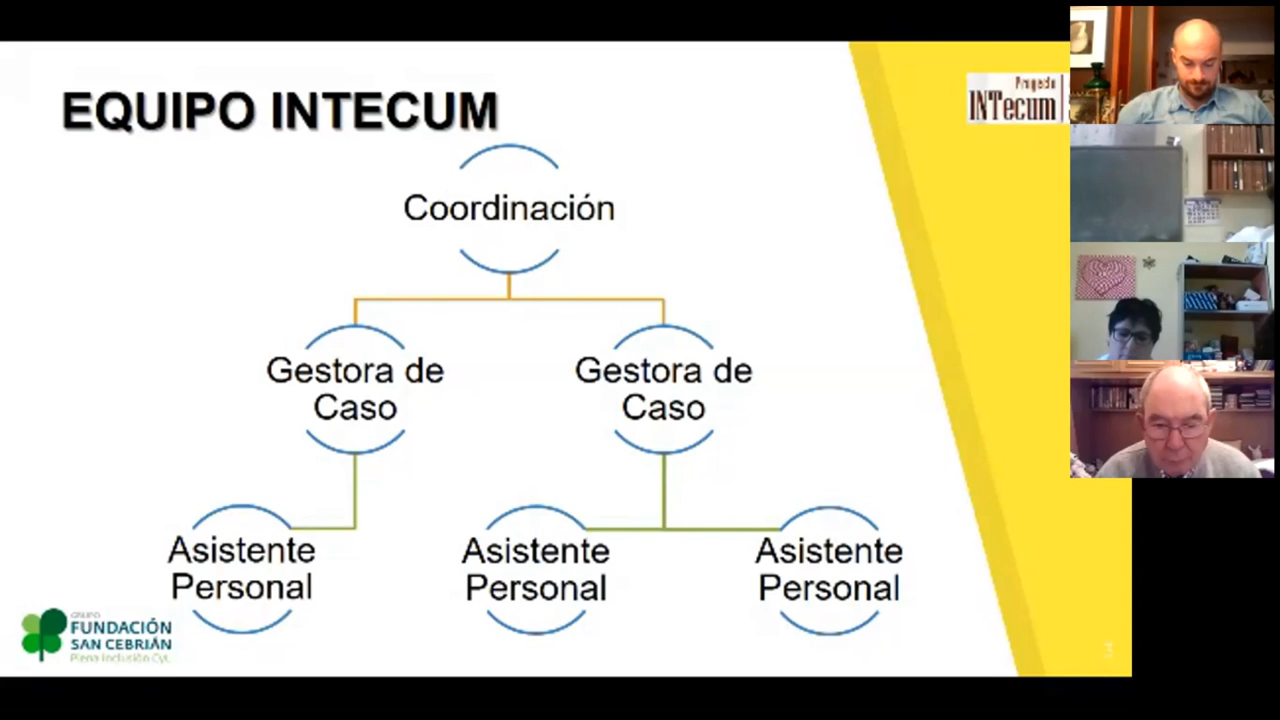 EQUIPO INTECUM
Proyecto
INTecum
Coordinación
Gestora de
Caso
Gestora de
Caso
Asistente
Personal
Asistente
Personal
Asistente
Personal
GRUPO
FUNDACIÓN
SAN CEBRIÁN
Plena Inclusión CyL